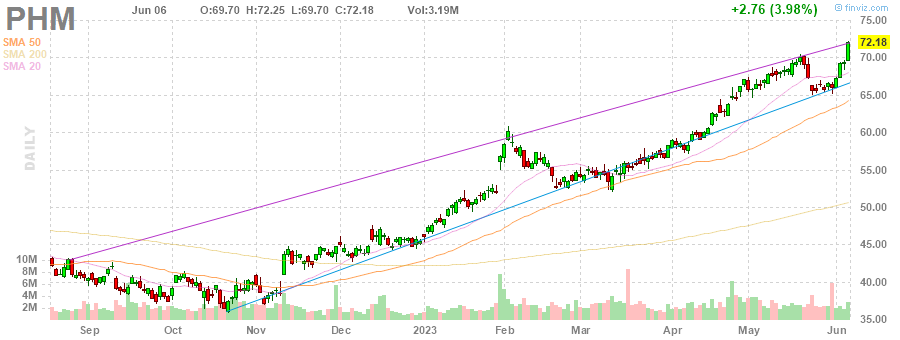 PHM Jun 06 O:69.70 H:72.25 L:69.70 C:72.18 Vol:3.19M +2.76 (3.98%) © finviz.com
SMA 50
SMA 200
SMA 20
DAILY
75.00
72.18
70.00
65.00
60.00
55.00
50.00
45.00
40.00
35.00
10M
8M
6M
4M
2M
Sep Oct Nov Dec 2023 Feb Mar Apr May Jun